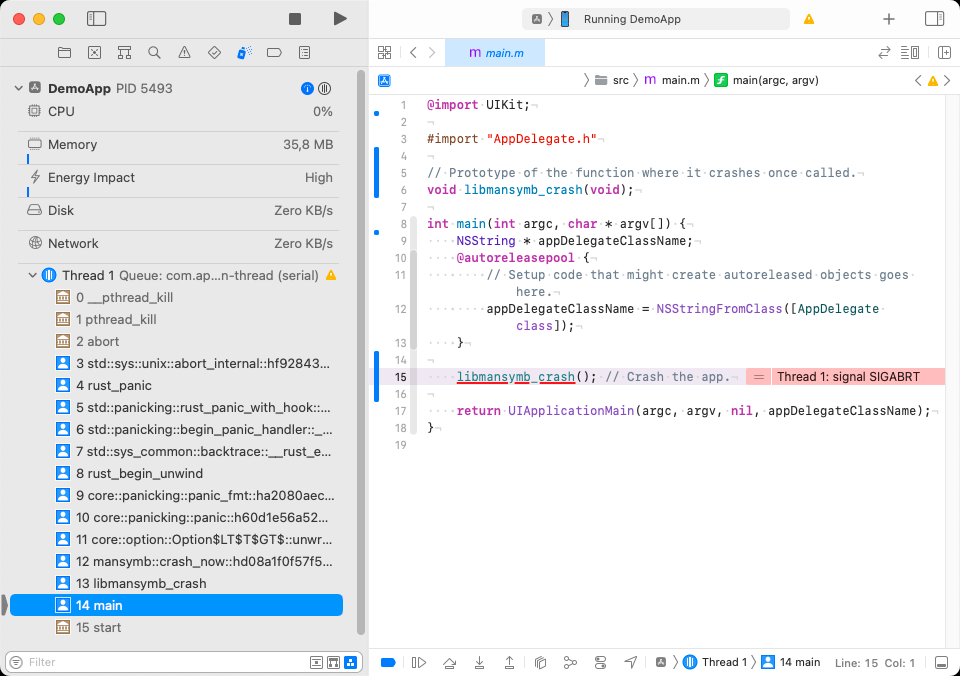 Running DemoApp
main.m
src
main.m
main(argc, argv)
DemoApp PID 5493
CPU 0%
Memory 35,8 MB
Energy Impact High
Disk Zero KB/s
Network Zero KB/s
Thread 1 Queue: com.ap...n-thread (serial)
0 __pthread_kill
1 pthread_kill
2 abort
3 std::sys::unix::abort_internal::hf92843...
4 rust_panic
5 std::panicking::rust_panic_with_hook::...
6 std::panicking::begin_panic_handler::_...
7 std::sys_common::backtrace::__rust_e...
8 rust_begin_unwind
9 core::panicking::panic_fmt::ha2080aec...
10 core::panicking::panic::h60d1e56a52...
11 core::option::Option$LT$T$GT$::unwr...
12 mansymb::crash_now::hd08a1f0f57f5...
13 libmansymb_crash
14 main
15 start
Filter
1 @import UIKit;
2
3 #import "AppDelegate.h"
4
5 // Prototype of the function where it crashes once called.
6 void libmansymb_crash(void);
7
8 int main(int argc, char * argv[]) {
9 NSString * appDelegateClassName;
10 @autoreleasepool {
11 // Setup code that might create autoreleased objects goes
here.
12 appDelegateClassName = NSStringFromClass([AppDelegate
class]);
13 }
14
15 libmansymb_crash(); // Crash the app. Thread 1: signal SIGABRT
16
17 return UIApplicationMain(argc, argv, nil, appDelegateClassName);
18 }
19
Thread 1
14 main
Line: 15 Col: 1